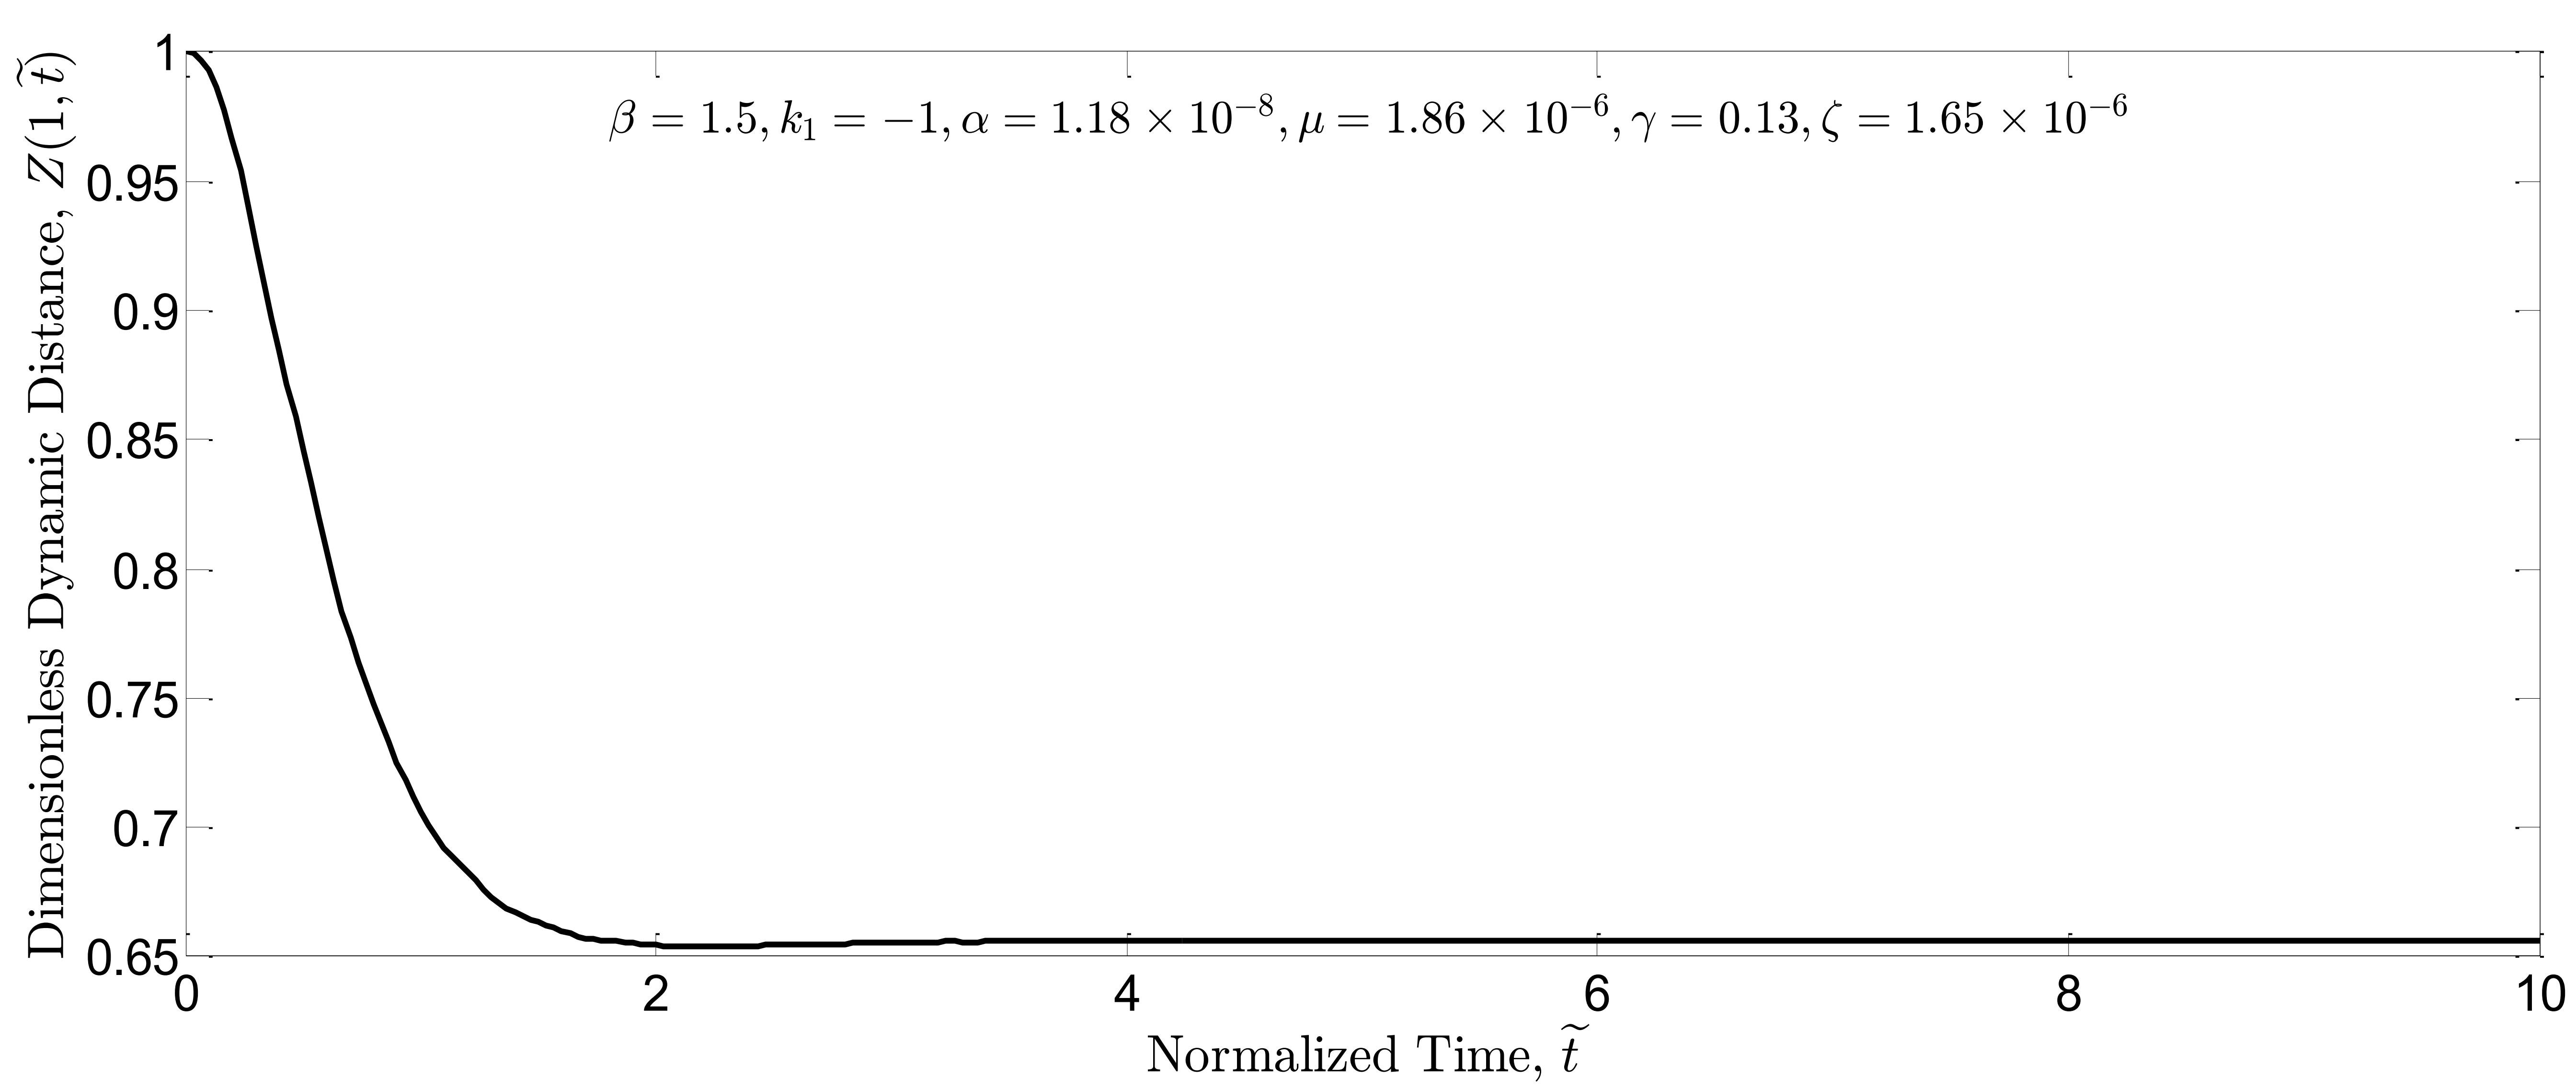 Dimensionless Dynamic Distance, Z(1, t̃)
1
0.95
0.9
0.85
0.8
0.75
0.7
0.65
β = 1.5, k₁ = −1, α = 1.18 × 10⁻⁸, μ = 1.86 × 10⁻⁶, γ = 0.13, ζ = 1.65 × 10⁻⁶
0 2 4 6 8 10
Normalized Time, t̃